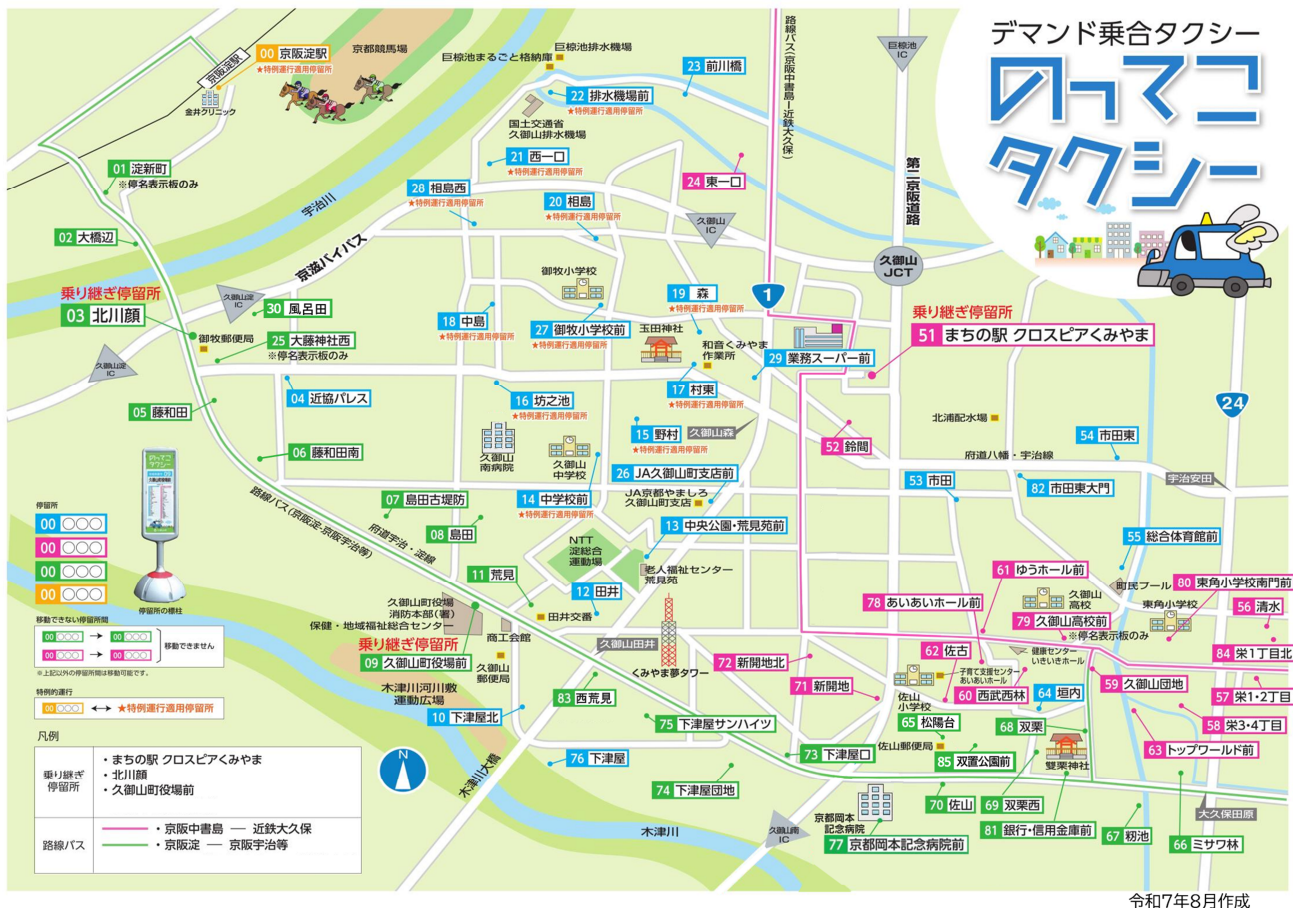 デマンド乗合タクシー
のってこ
タクシー
00 京阪淀駅
★特例運行適用停留所
京阪淀駅
金井クリニック
京都競馬場
巨椋池排水機場
巨椋池まるごと格納庫
23 前川橋
22 排水機場前
★特例運行適用停留所
国土交通省
久御山排水機場
21 西一口
★特例運行適用停留所
路線バス(京阪中書島ー近鉄大久保)
巨椋池
IC
第二京阪道路
01 淀新町
※停名表示板のみ
宇治川
28 相島西
★特例運行適用停留所
20 相島
★特例運行適用停留所
24 東一口
久御山
IC
02 大橋辺
京滋バイパス
久御山
JCT
乗り継ぎ停留所
03 北川顔
久御山淀
IC
30 風呂田
御牧郵便局
25 大藤神社西
※停名表示板のみ
久御山淀
IC
御牧小学校
18 中島
★特例運行適用停留所
27 御牧小学校前
★特例運行適用停留所
19 森
★特例運行適用停留所
玉田神社
和音くみやま
作業所
1
乗り継ぎ停留所
51 まちの駅 クロスピアくみやま
29 業務スーパー前
17 村東
★特例運行適用停留所
04 近協パレス
16 坊之池
★特例運行適用停留所
05 藤和田
15 野村
★特例運行適用停留所
久御山森
52 鈴間
北浦配水場
24
54 市田東
06 藤和田南
久御山
南病院
久御山
中学校
26 JA久御山町支店前
JA京都やましろ
久御山町支店
府道八幡・宇治線
宇治安田
53 市田
82 市田東大門
のってこ
タクシー
停留所
00 ○○○
00 ○○○
00 ○○○
00 ○○○
停留所の標柱
路線バス(京阪淀-京阪宇治等)
府道宇治・淀線
07 島田古堤防
08 島田
14 中学校前
★特例運行適用停留所
13 中央公園・荒見苑前
NTT
淀総合
運動場
老人福祉センター
荒見苑
55 総合体育館前
61 ゆうホール前
町民プール
80 東角小学校南門前
11 荒見
12 田井
田井交番
78 あいあいホール前
久御山
高校
東角小学校
56 清水
79 久御山高校前
※停名表示板のみ
移動できない停留所間
00 ○○○ → 00 ○○○
00 ○○○ → 00 ○○○
移動できません
※上記以外の停留所間は移動可能です。
久御山町役場
消防本部(署)
保健・地域福祉総合センター
商工会館
久御山田井
乗り継ぎ停留所
09 久御山町役場前
久御山
郵便局
くみやま夢タワー
72 新開地北
62 佐古
健康センター
いきいきホール
84 栄1丁目北
子育て支援センター
あいあいホール
71 新開地
佐山
小学校
60 西武西林
59 久御山団地
57 栄1・2丁目
特例的運行
00 ○○○ ↔ ★特例運行適用停留所
木津川河川敷
運動広場
83 西荒見
10 下津屋北
75 下津屋サンハイツ
64 垣内
65 松陽台
68 双栗
58 栄3・4丁目
佐山郵便局
63 トップワールド前
凡例
乗り継ぎ
停留所
・まちの駅 クロスピアくみやま
・北川顔
・久御山町役場前
路線バス
・京阪中書島 — 近鉄大久保
・京阪淀 — 京阪宇治等
N
木津川大橋
76 下津屋
73 下津屋口
85 双置公園前
雙栗神社
74 下津屋団地
70 佐山
69 双栗西
大久保田原
京都岡本
記念病院
木津川
久御山南
IC
77 京都岡本記念病院前
81 銀行・信用金庫前
67 籾池
66 ミサワ林
令和7年8月作成